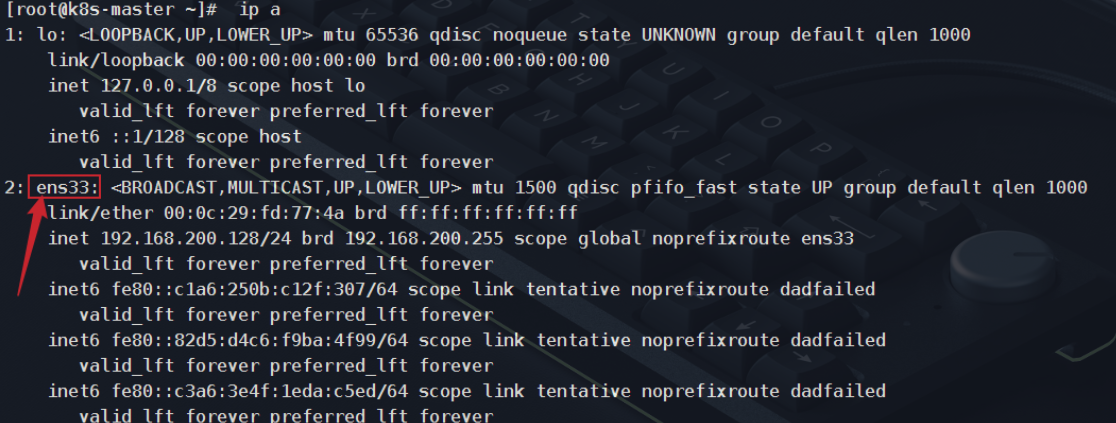 [root@k8s-master ~]# ip a
1: lo: <LOOPBACK,UP,LOWER_UP> mtu 65536 qdisc noqueue state UNKNOWN group default qlen 1000
link/loopback 00:00:00:00:00:00 brd 00:00:00:00:00:00
inet 127.0.0.1/8 scope host lo
valid_lft forever preferred_lft forever
inet6 ::1/128 scope host
valid_lft forever preferred_lft forever
2: ens33: <BROADCAST,MULTICAST,UP,LOWER_UP> mtu 1500 qdisc pfifo_fast state UP group default qlen 1000
link/ether 00:0c:29:fd:77:4a brd ff:ff:ff:ff:ff:ff
inet 192.168.200.128/24 brd 192.168.200.255 scope global noprefixroute ens33
valid_lft forever preferred_lft forever
inet6 fe80::c1a6:250b:c12f:307/64 scope link tentative noprefixroute dadfailed
valid_lft forever preferred_lft forever
inet6 fe80::82d5:d4c6:f9ba:4f99/64 scope link tentative noprefixroute dadfailed
valid_lft forever preferred_lft forever
inet6 fe80::c3a6:3e4f:1eda:c5ed/64 scope link tentative noprefixroute dadfailed
valid_lft forever preferred_lft forever